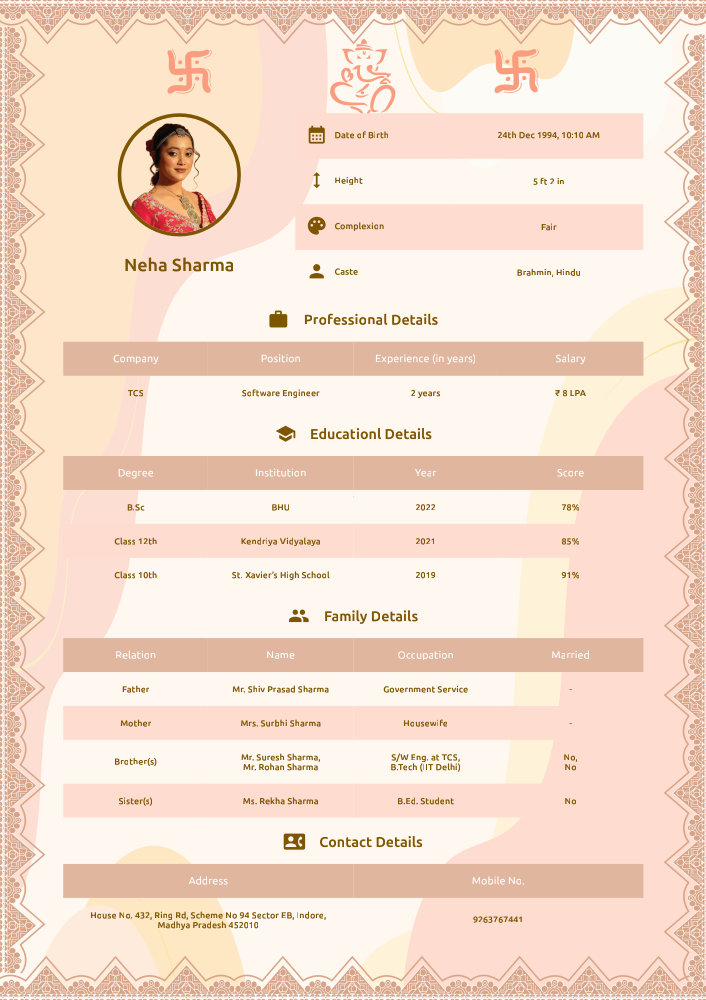 Neha Sharma
Date of Birth 24th Dec 1994, 10:10 AM
Height 5 ft 2 in
Complexion Fair
Caste Brahmin, Hindu
Professional Details
Company Position Experience (in years) Salary
TCS Software Engineer 2 years ₹ 8 LPA
Educationl Details
Degree Institution Year Score
B.Sc BHU 2022 78%
Class 12th Kendriya Vidyalaya 2021 85%
Class 10th St. Xavier's High School 2019 91%
Family Details
Relation Name Occupation Married
Father Mr. Shiv Prasad Sharma Government Service -
Mother Mrs. Surbhi Sharma Housewife -
Brother(s) Mr. Suresh Sharma, S/W Eng. at TCS, No,
Mr. Rohan Sharma B.Tech (IIT Delhi) No
Sister(s) Ms. Rekha Sharma B.Ed. Student No
Contact Details
Address Mobile No.
House No. 432, Ring Rd, Scheme No 94 Sector EB, Indore, 9263767441
Madhya Pradesh 452010